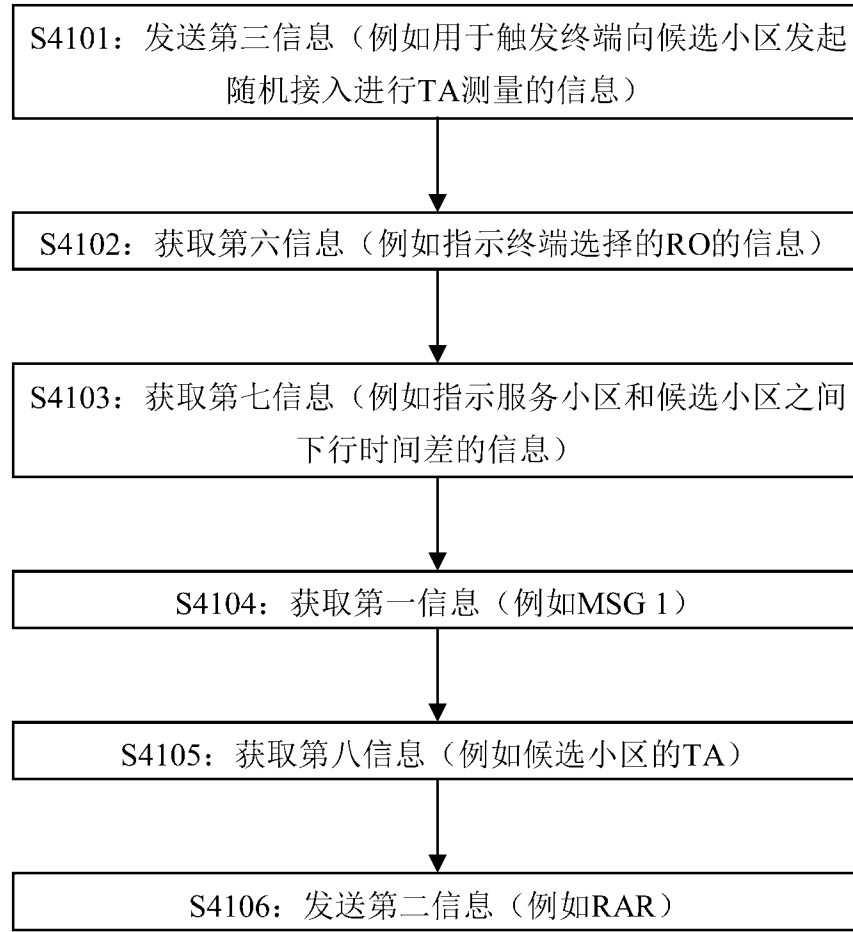 S4101：发送第三信息（例如用于触发终端向候选小区发起
随机接入进行TA测量的信息）
S4102：获取第六信息（例如指示终端选择的RO的信息）
S4103：获取第七信息（例如指示服务小区和候选小区之间
下行时间差的信息）
S4104：获取第一信息（例如MSG 1）
S4105：获取第八信息（例如候选小区的TA）
S4106：发送第二信息（例如RAR）